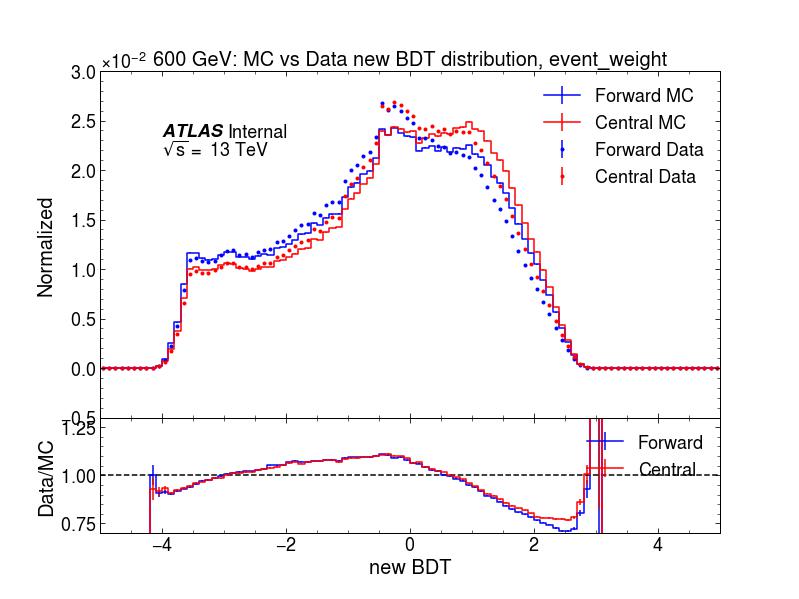 ×10⁻² 600 GeV: MC vs Data new BDT distribution, event_weight
3.0
2.5
2.0
1.5
1.0
0.5
0.0
Normalized
ATLAS Internal
√s = 13 TeV
Forward MC
Central MC
Forward Data
Central Data
−0.5
1.25
1.00
0.75
Data/MC
Forward
Central
−4 −2 0 2 4
new BDT